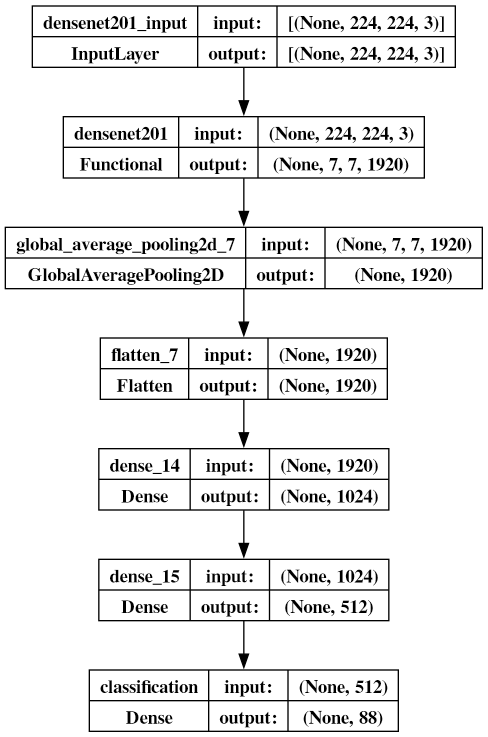 densenet201_input input: [(None, 224, 224, 3)]
InputLayer output: [(None, 224, 224, 3)]
densenet201 input: (None, 224, 224, 3)
Functional output: (None, 7, 7, 1920)
global_average_pooling2d_7 input: (None, 7, 7, 1920)
GlobalAveragePooling2D output: (None, 1920)
flatten_7 input: (None, 1920)
Flatten output: (None, 1920)
dense_14 input: (None, 1920)
Dense output: (None, 1024)
dense_15 input: (None, 1024)
Dense output: (None, 512)
classification input: (None, 512)
Dense output: (None, 88)